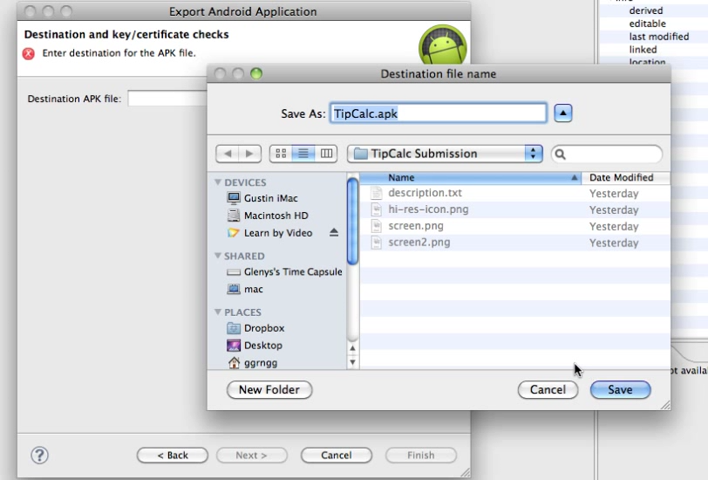 Export Android Application
Destination and key/certificate checks
Enter destination for the APK file.
Destination APK file:
Destination file name
Save As: TipCalc.apk
TipCalc Submission
DEVICES
Gustin iMac
Macintosh HD
Learn by Video
SHARED
Glenys's Time Capsule
mac
PLACES
Dropbox
Desktop
ggrngg
Name Date Modified
description.txt Yesterday
hi-res-icon.png Yesterday
screen.png Yesterday
screen2.png Yesterday
New Folder Cancel Save
? < Back Next > Cancel Finish
derived
editable
last modified
linked
location
ot availa